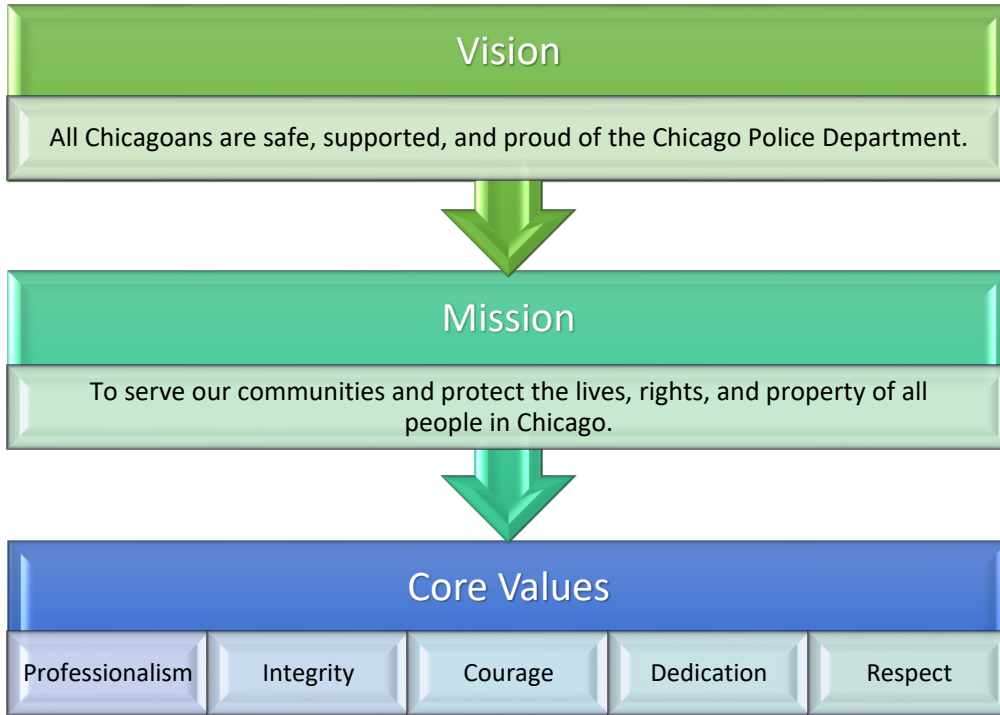 Vision
All Chicagoans are safe, supported, and proud of the Chicago Police Department.
Mission
To serve our communities and protect the lives, rights, and property of all
people in Chicago.
Core Values
Professionalism
Integrity
Courage
Dedication
Respect